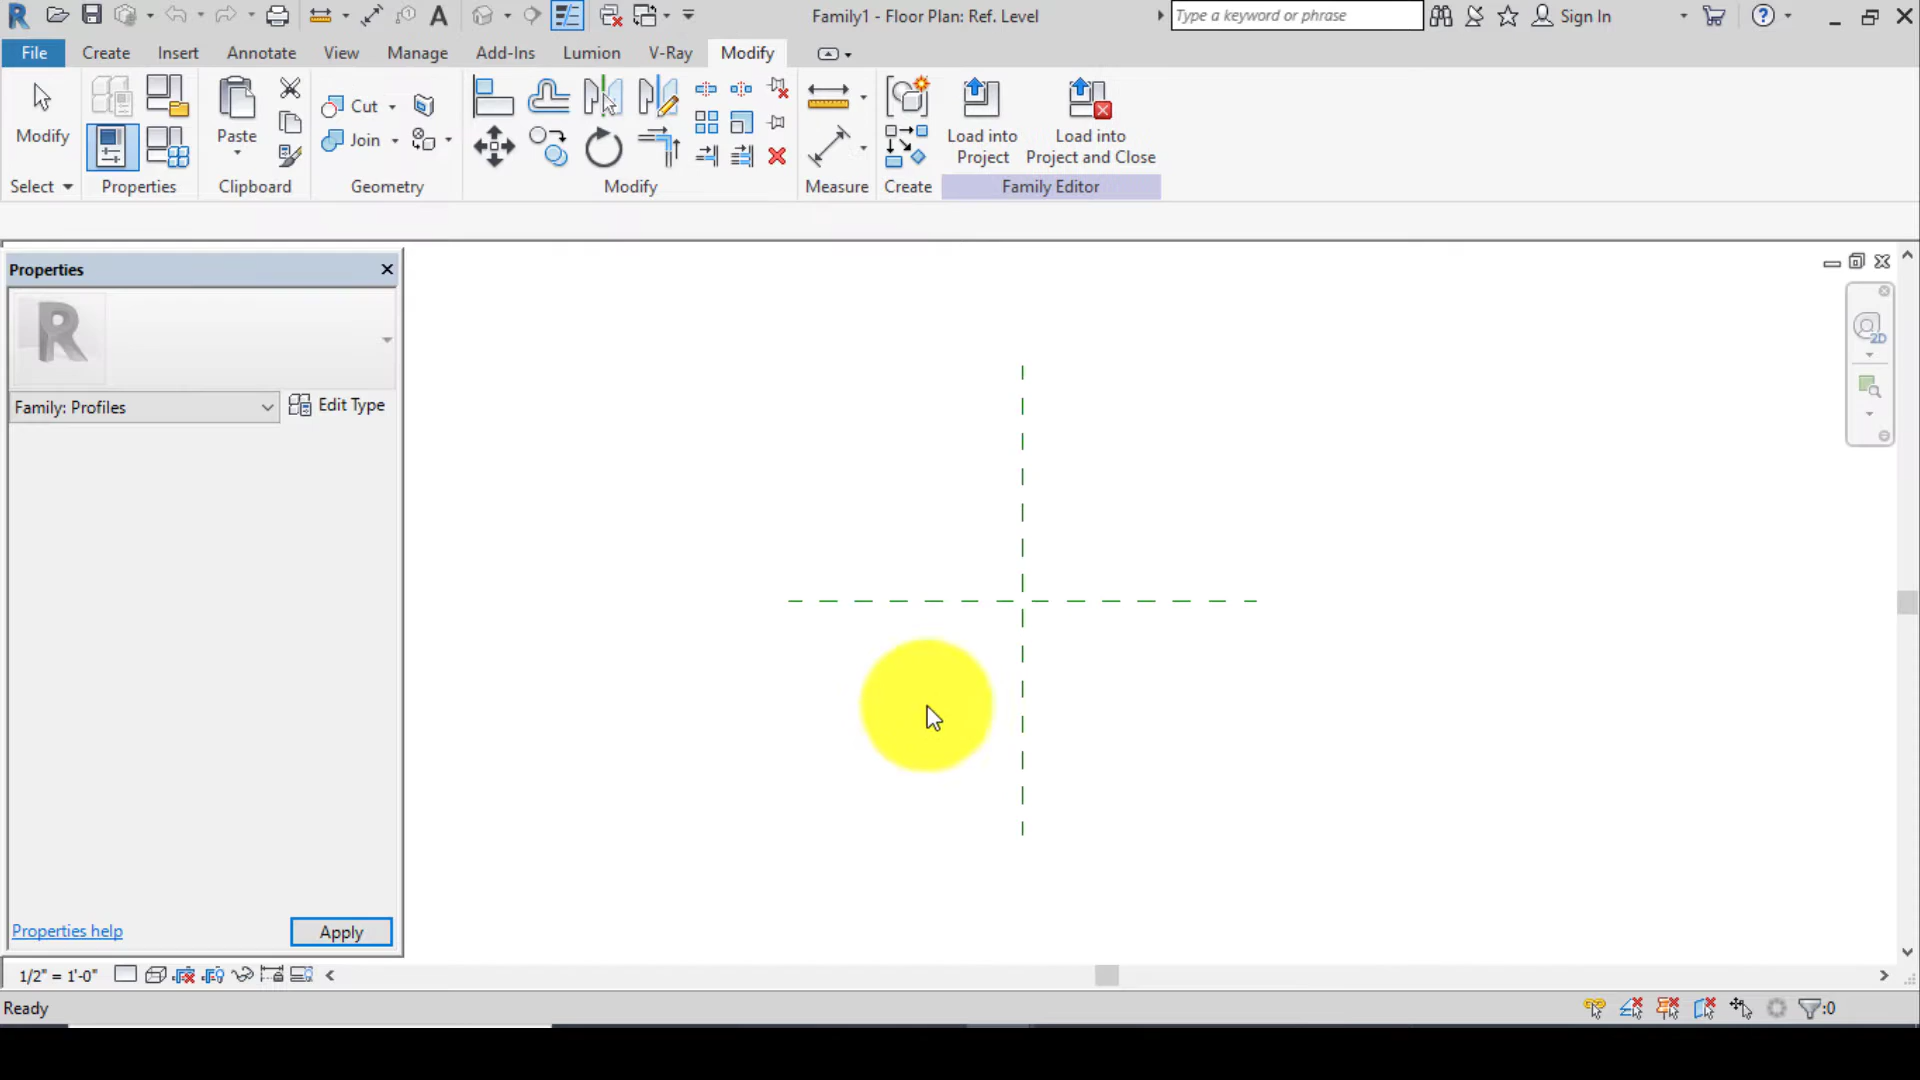 Family1 - Floor Plan: Ref. Level
Type a keyword or phrase
Sign In
File Create Insert Annotate Manage View Add-Ins Lumion V-Ray Modify
Modify
Paste
Cut
Join
Load into
Project
Load into
Project and Close
Select Properties Clipboard Geometry Modify Measure Create Family Editor
Properties
Family: Profiles
Edit Type
2D
Properties help
Apply
1/2" = 1'-0"
Ready
:0